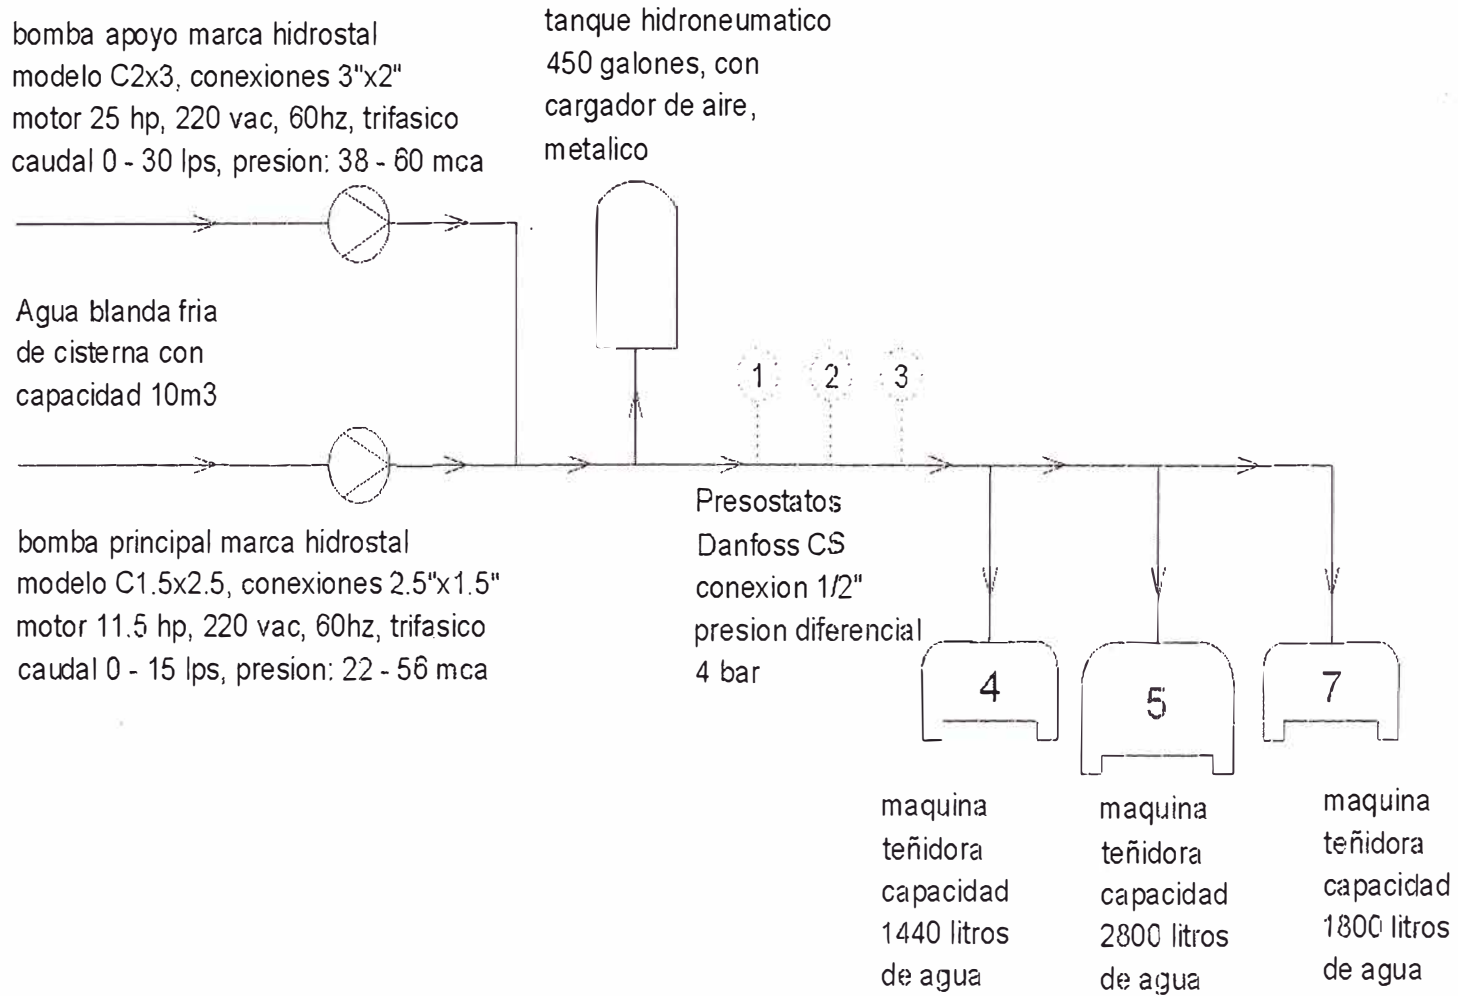 bomba apoyo marca hidrostal
modelo C2x3, conexiones 3"x2"
motor 25 hp, 220 vac, 60hz, trifasico
caudal 0 - 30 lps, presion: 38 - 60 mca
tanque hidroneumatico
450 galones, con
cargador de aire,
metalico
Agua blanda fria
de cisterna con
capacidad 10m3
1
2
3
bomba principal marca hidrostal
modelo C1.5x2.5, conexiones 2.5"x1.5"
motor 11.5 hp, 220 vac, 60hz, trifasico
caudal 0 - 15 lps, presion: 22 - 56 mca
Presostatos
Danfoss CS
conexion 1/2"
presion diferencial
4 bar
4
5
7
maquina
teñidora
capacidad
1440 litros
de agua
maquina
teñidora
capacidad
2800 litros
de agua
maquina
teñidora
capacidad
1800 litros
de agua